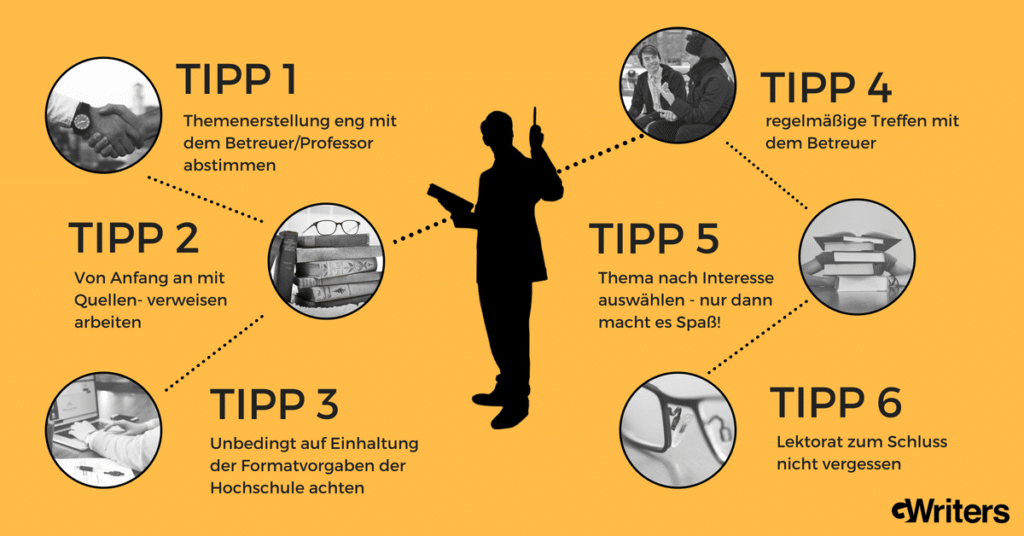 TIPP 1
Themenerstellung eng mit
dem Betreuer/Professor
abstimmen
TIPP 2
Von Anfang an mit
Quellen- verweisen
arbeiten
TIPP 3
Unbedingt auf Einhaltung
der Formatvorgaben der
Hochschule achten
TIPP 4
regelmäßige Treffen mit
dem Betreuer
TIPP 5
Thema nach Interesse
auswählen - nur dann
macht es Spaß!
TIPP 6
Lektorat zum Schluss
nicht vergessen
cWriters